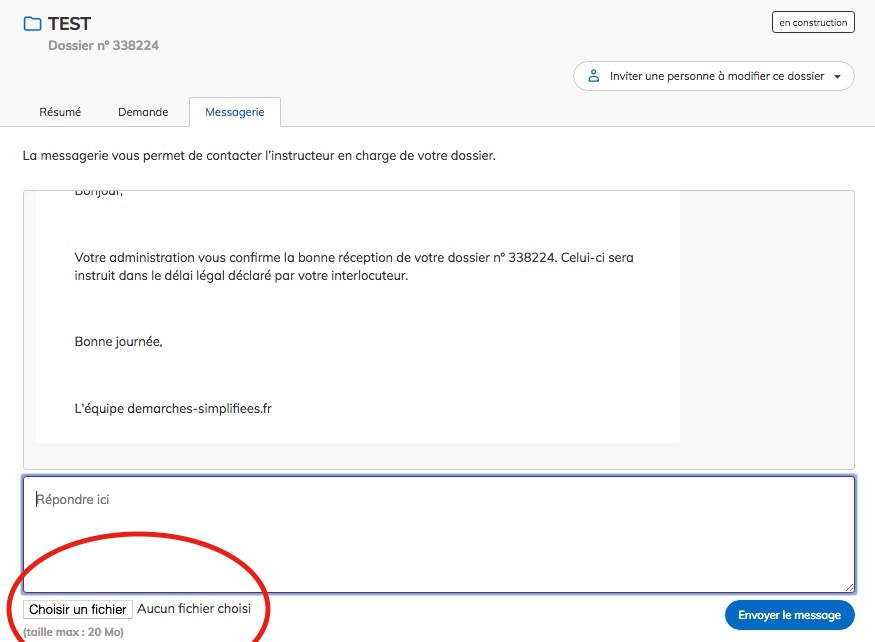 TEST
Dossier nº 338224
en construction
Inviter une personne à modifier ce dossier
Résumé
Demande
Messagerie
La messagerie vous permet de contacter l'instructeur en charge de votre dossier.
Bonjour,
Votre administration vous confirme la bonne réception de votre dossier nº 338224. Celui-ci sera
instruit dans le délai légal déclaré par votre interlocuteur.
Bonne journée,
L'équipe demarches-simplifiees.fr
Répondre ici
Choisir un fichier Aucun fichier choisi
(taille max : 20 Mo)
Envoyer le message